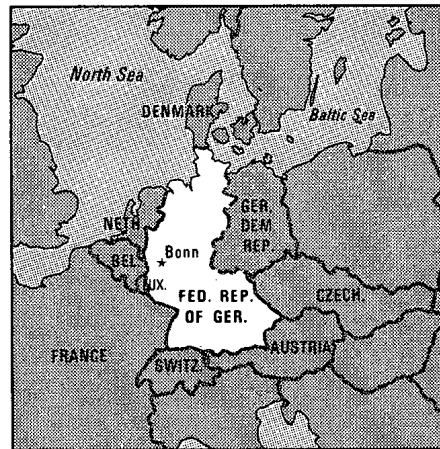 North Sea
DENMARK
Baltic Sea
NETH.
GER.
DEM.
REP.
BEL.
Bonn
LUX.
FED. REP.
OF GER.
CZECH.
FRANCE
SWITZ.
AUSTRIA